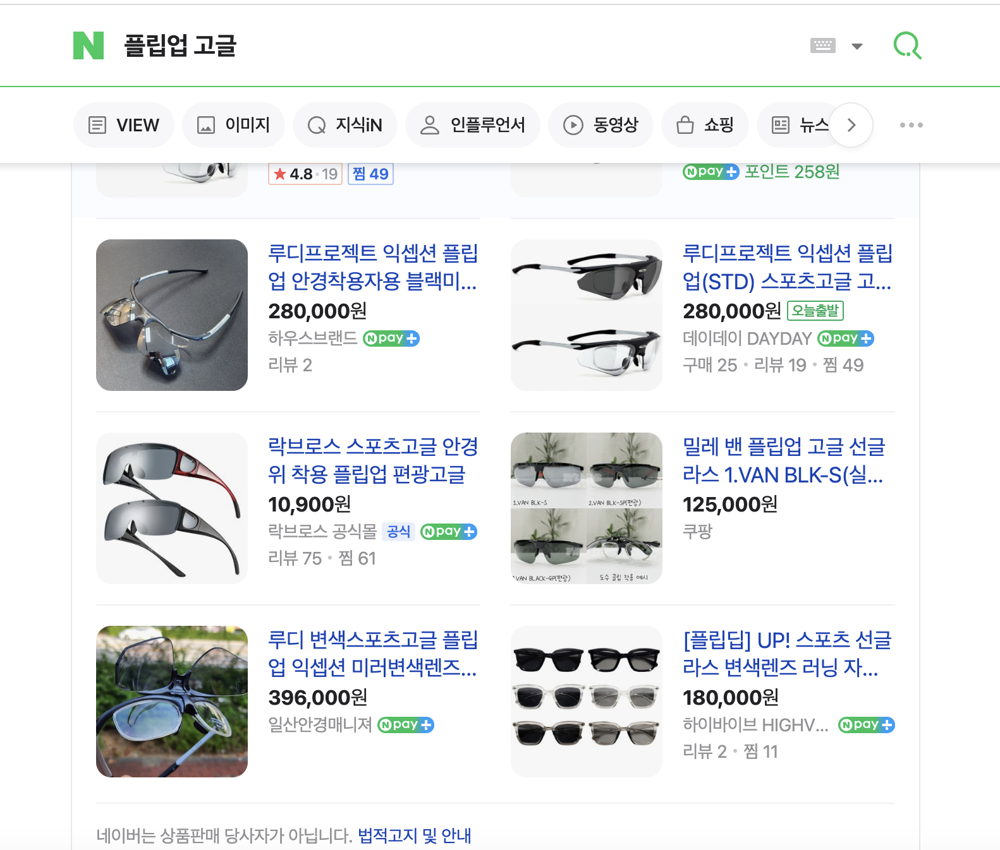 플립업 고글
VIEW
이미지
지식iN
인플루언서
동영상
쇼핑
뉴스
4.8 · 19
찜 49
N pay+ 포인트 258원
루디프로젝트 익셉션 플립
업 안경착용자용 블랙미...
280,000원
하우스브랜드 N pay+
리뷰 2
루디프로젝트 익셉션 플립
업(STD) 스포츠고글 고...
280,000원 오늘출발
데이데이 DAYDAY N pay+
구매 25 · 리뷰 19 · 찜 49
락브로스 스포츠고글 안경
위 착용 플립업 편광고글
10,900원
락브로스 공식몰 공식 N pay+
리뷰 75 · 찜 61
1.VAN BLK-S
2.VAN BLK-SP(편광)
VAN BLACK-GP(편광)
도수 클립 착용 예시
밀레 밴 플립업 고글 선글
라스 1.VAN BLK-S(실...
125,000원
쿠팡
루디 변색스포츠고글 플립
업 익셉션 미러변색렌즈...
396,000원
일산안경매니져 N pay+
[플립딥] UP! 스포츠 선글
라스 변색렌즈 러닝 자...
180,000원
하이바이브 HIGHV... N pay+
리뷰 2 · 찜 11
네이버는 상품판매 당사자가 아닙니다. 법적고지 및 안내